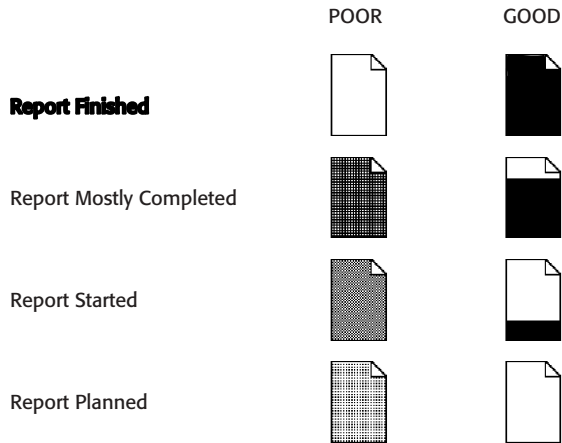 POOR GOOD
Report Finished
Report Mostly Completed
Report Started
Report Planned